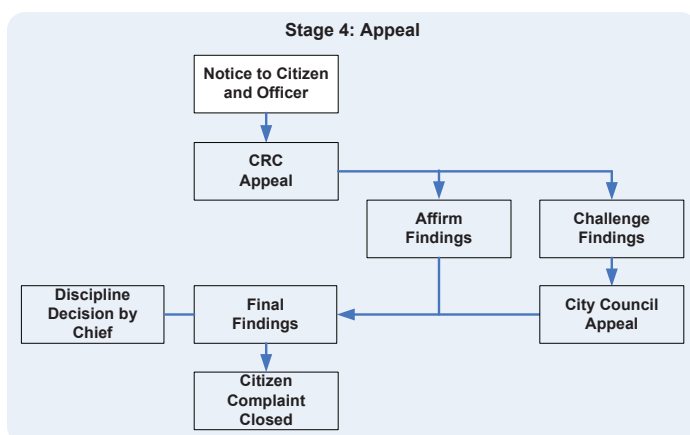 Stage 4: Appeal
Notice to Citizen
and Officer
CRC
Appeal
Affirm
Findings
Challenge
Findings
Discipline
Decision by
Chief
Final
Findings
City Council
Appeal
Citizen
Complaint
Closed